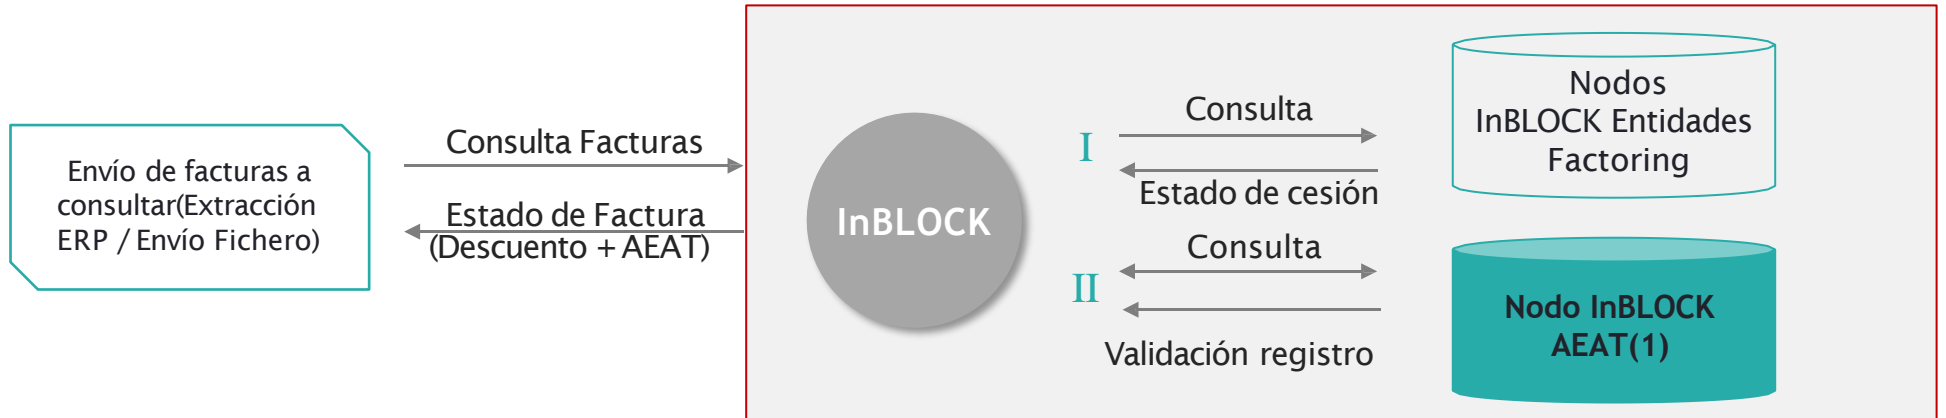 Envío de facturas a
consultar(Extracción
ERP / Envío Fichero)
Consulta Facturas
Estado de Factura
(Descuento + AEAT)
InBLOCK
I
Consulta
Estado de cesión
II
Consulta
Validación registro
Nodos
InBLOCK Entidades
Factoring
Nodo InBLOCK
AEAT(1)